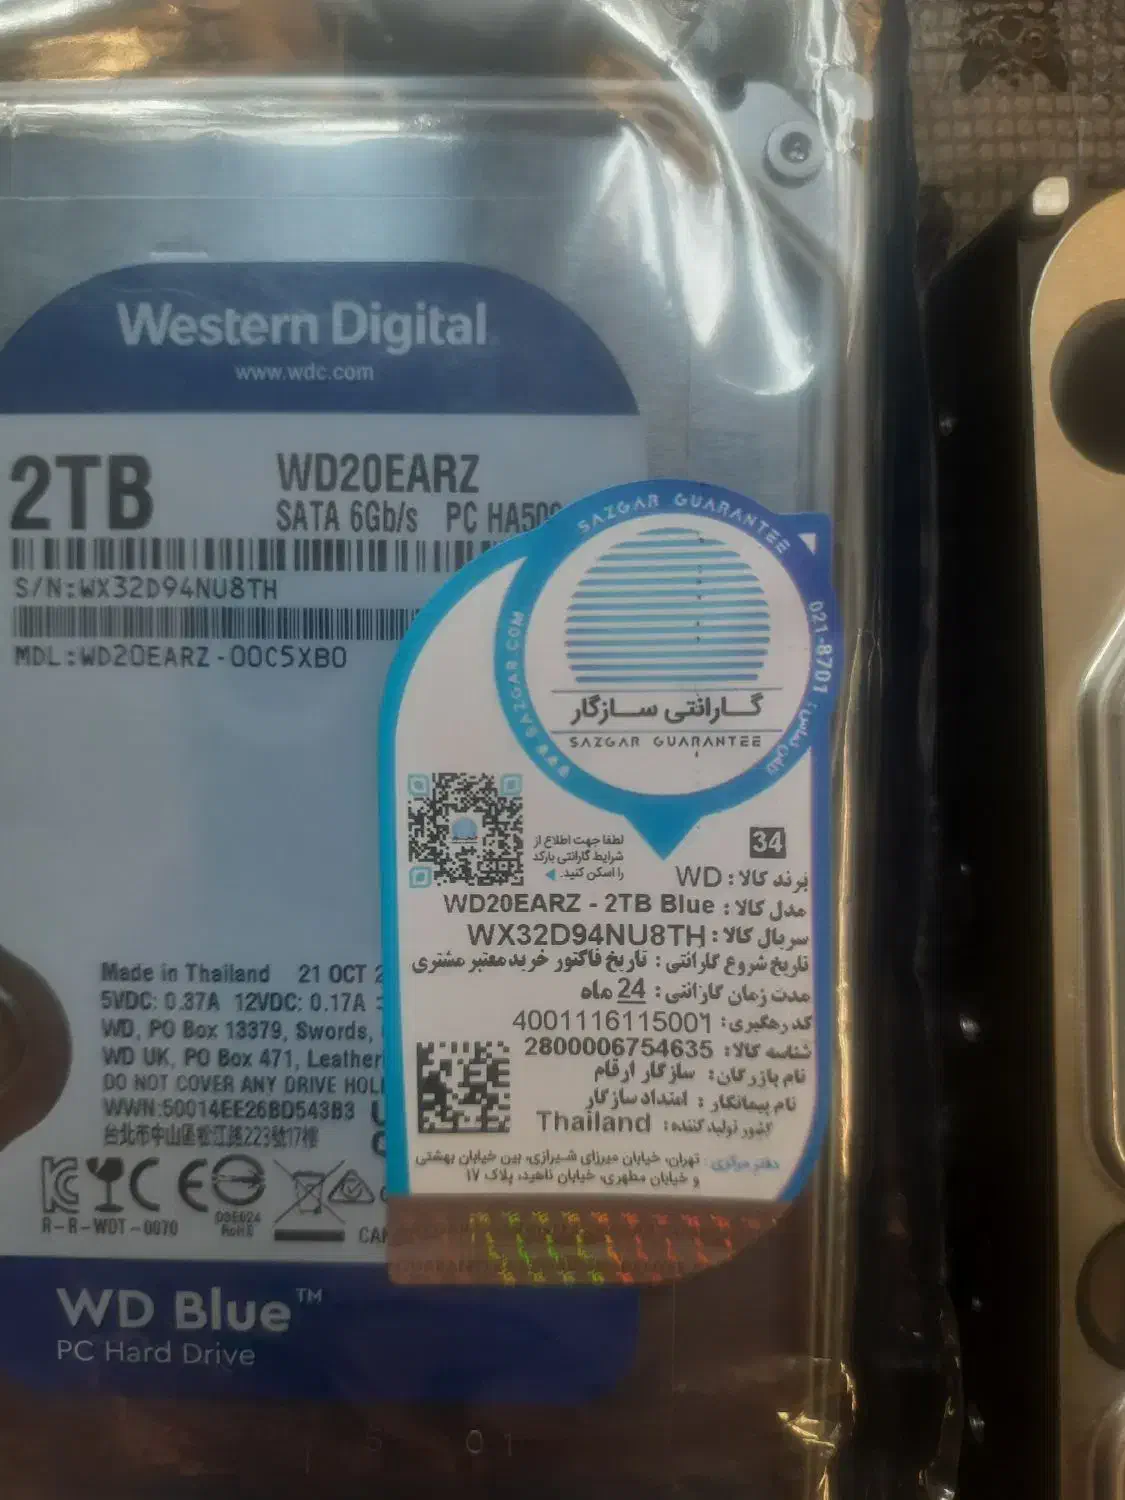 Western Digital
www.wdc.com
2TB
WD20EARZ
SATA 6Gb/s PC HA500
S/N:WX32D94NU8TH
MDL:WD20EARZ-00C5XB0
Made in Thailand 21 OCT 2
5VDC: 0.37A 12VDC: 0.17A
WD, PO Box 13379, Swords,
WD UK, PO Box 471, Leather
DO NOT COVER ANY DRIVE HOL
WWN:50014EE26BD543B3
台北市中山區松江路223號17樓
R-R-WDT-0070
RoHS
CAN
WD Blue™
PC Hard Drive
SAZGAR GUARANTEE
SAZGAR.COM
تلفن تماس: 021-8701
گارانتی سازگار
SAZGAR GUARANTEE
لطفا جهت اطلاع از
شرایط گارانتی بارکد
را اسکن کنید.
34
برند کالا: WD
مدل کالا: WD20EARZ - 2TB Blue
سریال کالا: WX32D94NU8TH
تاریخ شروع گارانتی: تاریخ فاکتور خرید معتبر مشتری
مدت زمان گارانتی: 24 ماه
کد رهگیری: 4001116115001
شناسه کالا: 2800006754635
نام بازرگان: سازگار ارقام
نام پیمانکار: امتداد سازگار
کشور تولید کننده: Thailand
دفتر مرکزی: تهران، خیابان میرزای شیرازی، بین خیابان بهشتی
و خیابان مطهری، خیابان ناهید، پلاک ۱۷